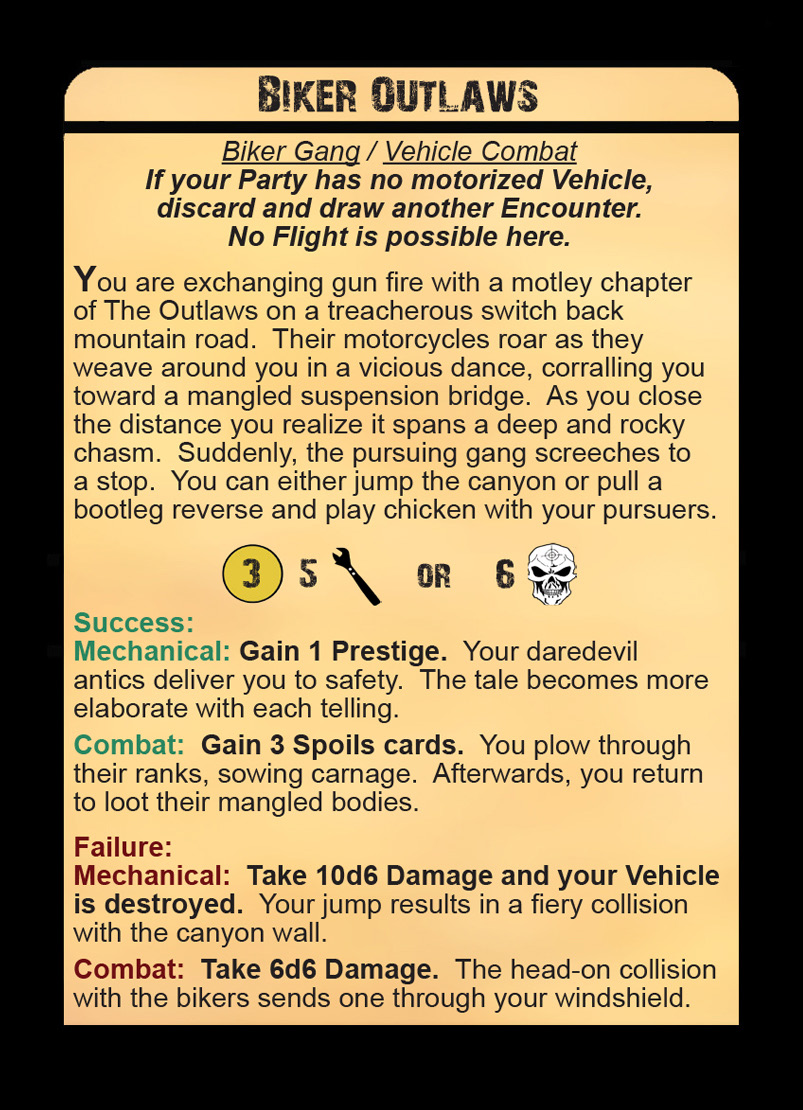 Biker Outlaws
Biker Gang / Vehicle Combat
If your Party has no motorized Vehicle,
discard and draw another Encounter.
No Flight is possible here.
You are exchanging gun fire with a motley chapter
of The Outlaws on a treacherous switch back
mountain road.  Their motorcycles roar as they
weave around you in a vicious dance, corralling you
toward a mangled suspension bridge.  As you close
the distance you realize it spans a deep and rocky
chasm.  Suddenly, the pursuing gang screeches to
a stop.  You can either jump the canyon or pull a
bootleg reverse and play chicken with your pursuers.
3 5 OR 6
Success:
Mechanical: Gain 1 Prestige.  Your daredevil
antics deliver you to safety.  The tale becomes more
elaborate with each telling.
Combat:  Gain 3 Spoils cards.  You plow through
their ranks, sowing carnage.  Afterwards, you return
to loot their mangled bodies.
Failure:
Mechanical:  Take 10d6 Damage and your Vehicle
is destroyed.  Your jump results in a fiery collision
with the canyon wall.
Combat:  Take 6d6 Damage.  The head-on collision
with the bikers sends one through your windshield.